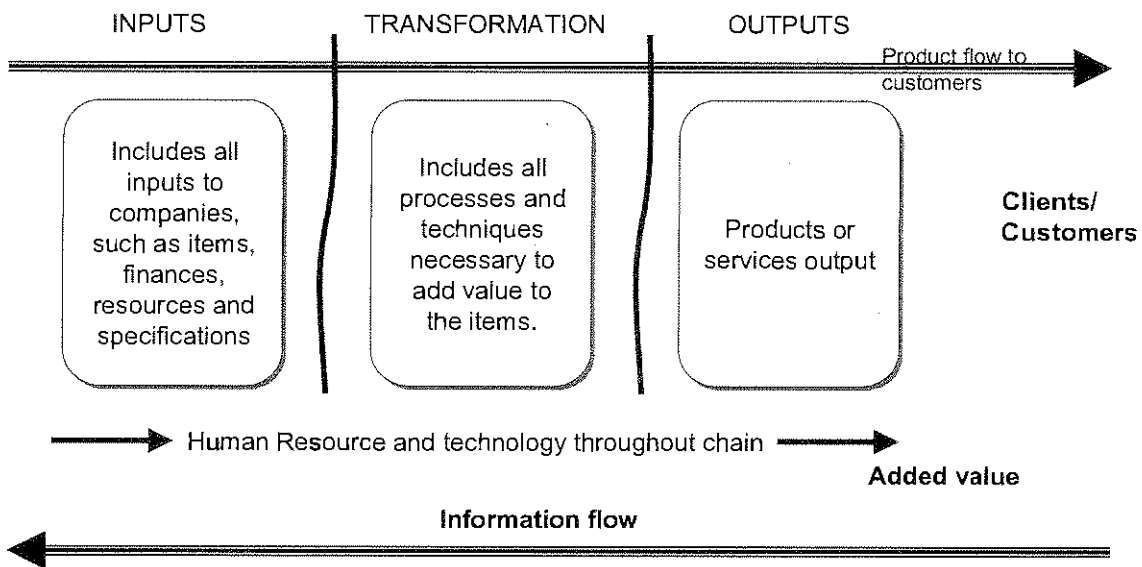 INPUTS
TRANSFORMATION
OUTPUTS
Product flow to
customers
Includes all
inputs to
companies,
such as items,
finances,
resources and
specifications
Includes all
processes and
techniques
necessary to
add value to
the items.
Products or
services output
Clients/
Customers
Human Resource and technology throughout chain
Added value
Information flow